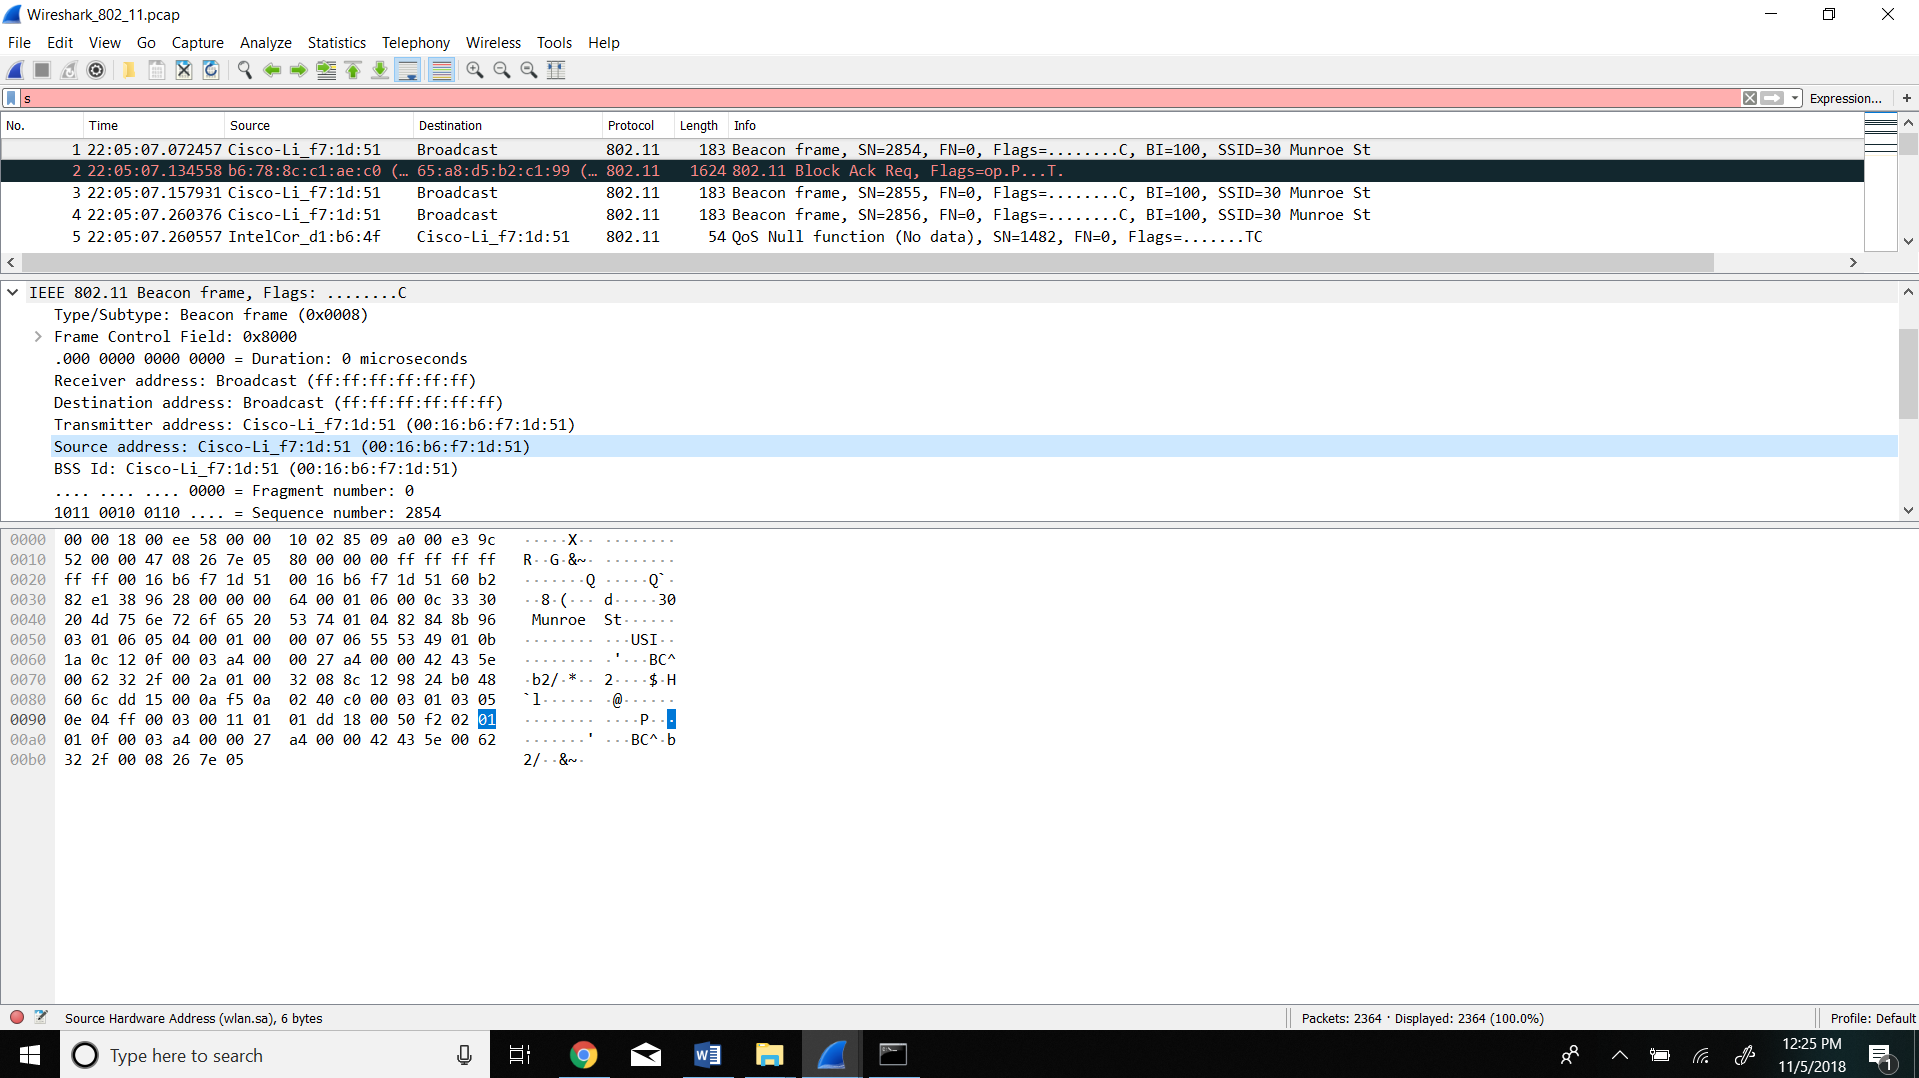 Wireshark_802_11.pcap
File Edit View Go Capture Analyze Statistics Telephony Wireless Tools Help
s Expression... +
No. Time Source Destination Protocol Length Info
1 22:05:07.072457 Cisco-Li_f7:1d:51 Broadcast 802.11 183 Beacon frame, SN=2854, FN=0, Flags=........C, BI=100, SSID=30 Munroe St
2 22:05:07.134558 b6:78:8c:c1:ae:c0 (… 65:a8:d5:b2:c1:99 (… 802.11 1624 802.11 Block Ack Req, Flags=op.P...T.
3 22:05:07.157931 Cisco-Li_f7:1d:51 Broadcast 802.11 183 Beacon frame, SN=2855, FN=0, Flags=........C, BI=100, SSID=30 Munroe St
4 22:05:07.260376 Cisco-Li_f7:1d:51 Broadcast 802.11 183 Beacon frame, SN=2856, FN=0, Flags=........C, BI=100, SSID=30 Munroe St
5 22:05:07.260557 IntelCor_d1:b6:4f Cisco-Li_f7:1d:51 802.11 54 QoS Null function (No data), SN=1482, FN=0, Flags=.......TC
IEEE 802.11 Beacon frame, Flags: ........C
Type/Subtype: Beacon frame (0x0008)
Frame Control Field: 0x8000
.000 0000 0000 0000 = Duration: 0 microseconds
Receiver address: Broadcast (ff:ff:ff:ff:ff:ff)
Destination address: Broadcast (ff:ff:ff:ff:ff:ff)
Transmitter address: Cisco-Li_f7:1d:51 (00:16:b6:f7:1d:51)
Source address: Cisco-Li_f7:1d:51 (00:16:b6:f7:1d:51)
BSS Id: Cisco-Li_f7:1d:51 (00:16:b6:f7:1d:51)
.... .... .... 0000 = Fragment number: 0
1011 0010 0110 .... = Sequence number: 2854
0000 00 00 18 00 ee 58 00 00 10 02 85 09 a0 00 e3 9c ·····X·· ········
0010 52 00 00 47 08 26 7e 05 80 00 00 00 ff ff ff ff R··G·&~· ········
0020 ff ff 00 16 b6 f7 1d 51 00 16 b6 f7 1d 51 60 b2 ·······Q ·····Q`·
0030 82 e1 38 96 28 00 00 00 64 00 01 06 00 0c 33 30 ··8·(··· d·····30
0040 20 4d 75 6e 72 6f 65 20 53 74 01 04 82 84 8b 96 Munroe St······
0050 03 01 06 05 04 00 01 00 00 07 06 55 53 49 01 0b ········ ···USI··
0060 1a 0c 12 0f 00 03 a4 00 00 27 a4 00 00 42 43 5e ········ ·'···BC^
0070 00 62 32 2f 00 2a 01 00 32 08 8c 12 98 24 b0 48 ·b2/·*·· 2····$·H
0080 60 6c dd 15 00 0a f5 0a 02 40 c0 00 03 01 03 05 `l······ ·@······
0090 0e 04 ff 00 03 00 11 01 01 dd 18 00 50 f2 02 01 ········ ····P···
00a0 01 0f 00 03 a4 00 00 27 a4 00 00 42 43 5e 00 62 ·······' ···BC^·b
00b0 32 2f 00 08 26 7e 05 2/··&~·
Source Hardware Address (wlan.sa), 6 bytes Packets: 2364 · Displayed: 2364 (100.0%) Profile: Default
Type here to search
12:25 PM
11/5/2018
1